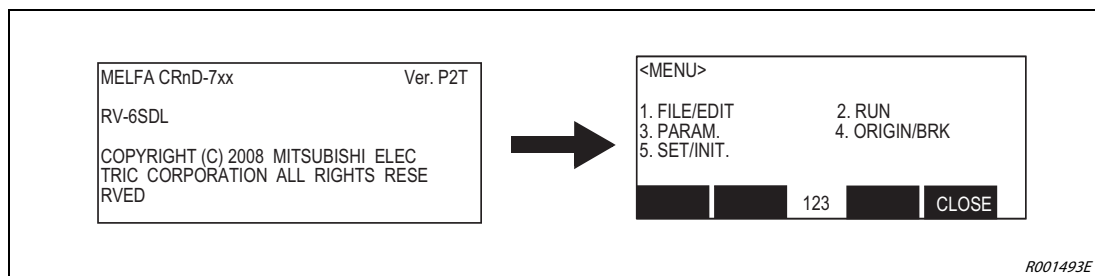 MELFA CRnD-7xx Ver. P2T
RV-6SDL
COPYRIGHT (C) 2008 MITSUBISHI ELEC
TRIC CORPORATION ALL RIGHTS RESE
RVED
<MENU>
1. FILE/EDIT 2. RUN
3. PARAM. 4. ORIGIN/BRK
5. SET/INIT.
123 CLOSE
R001493E